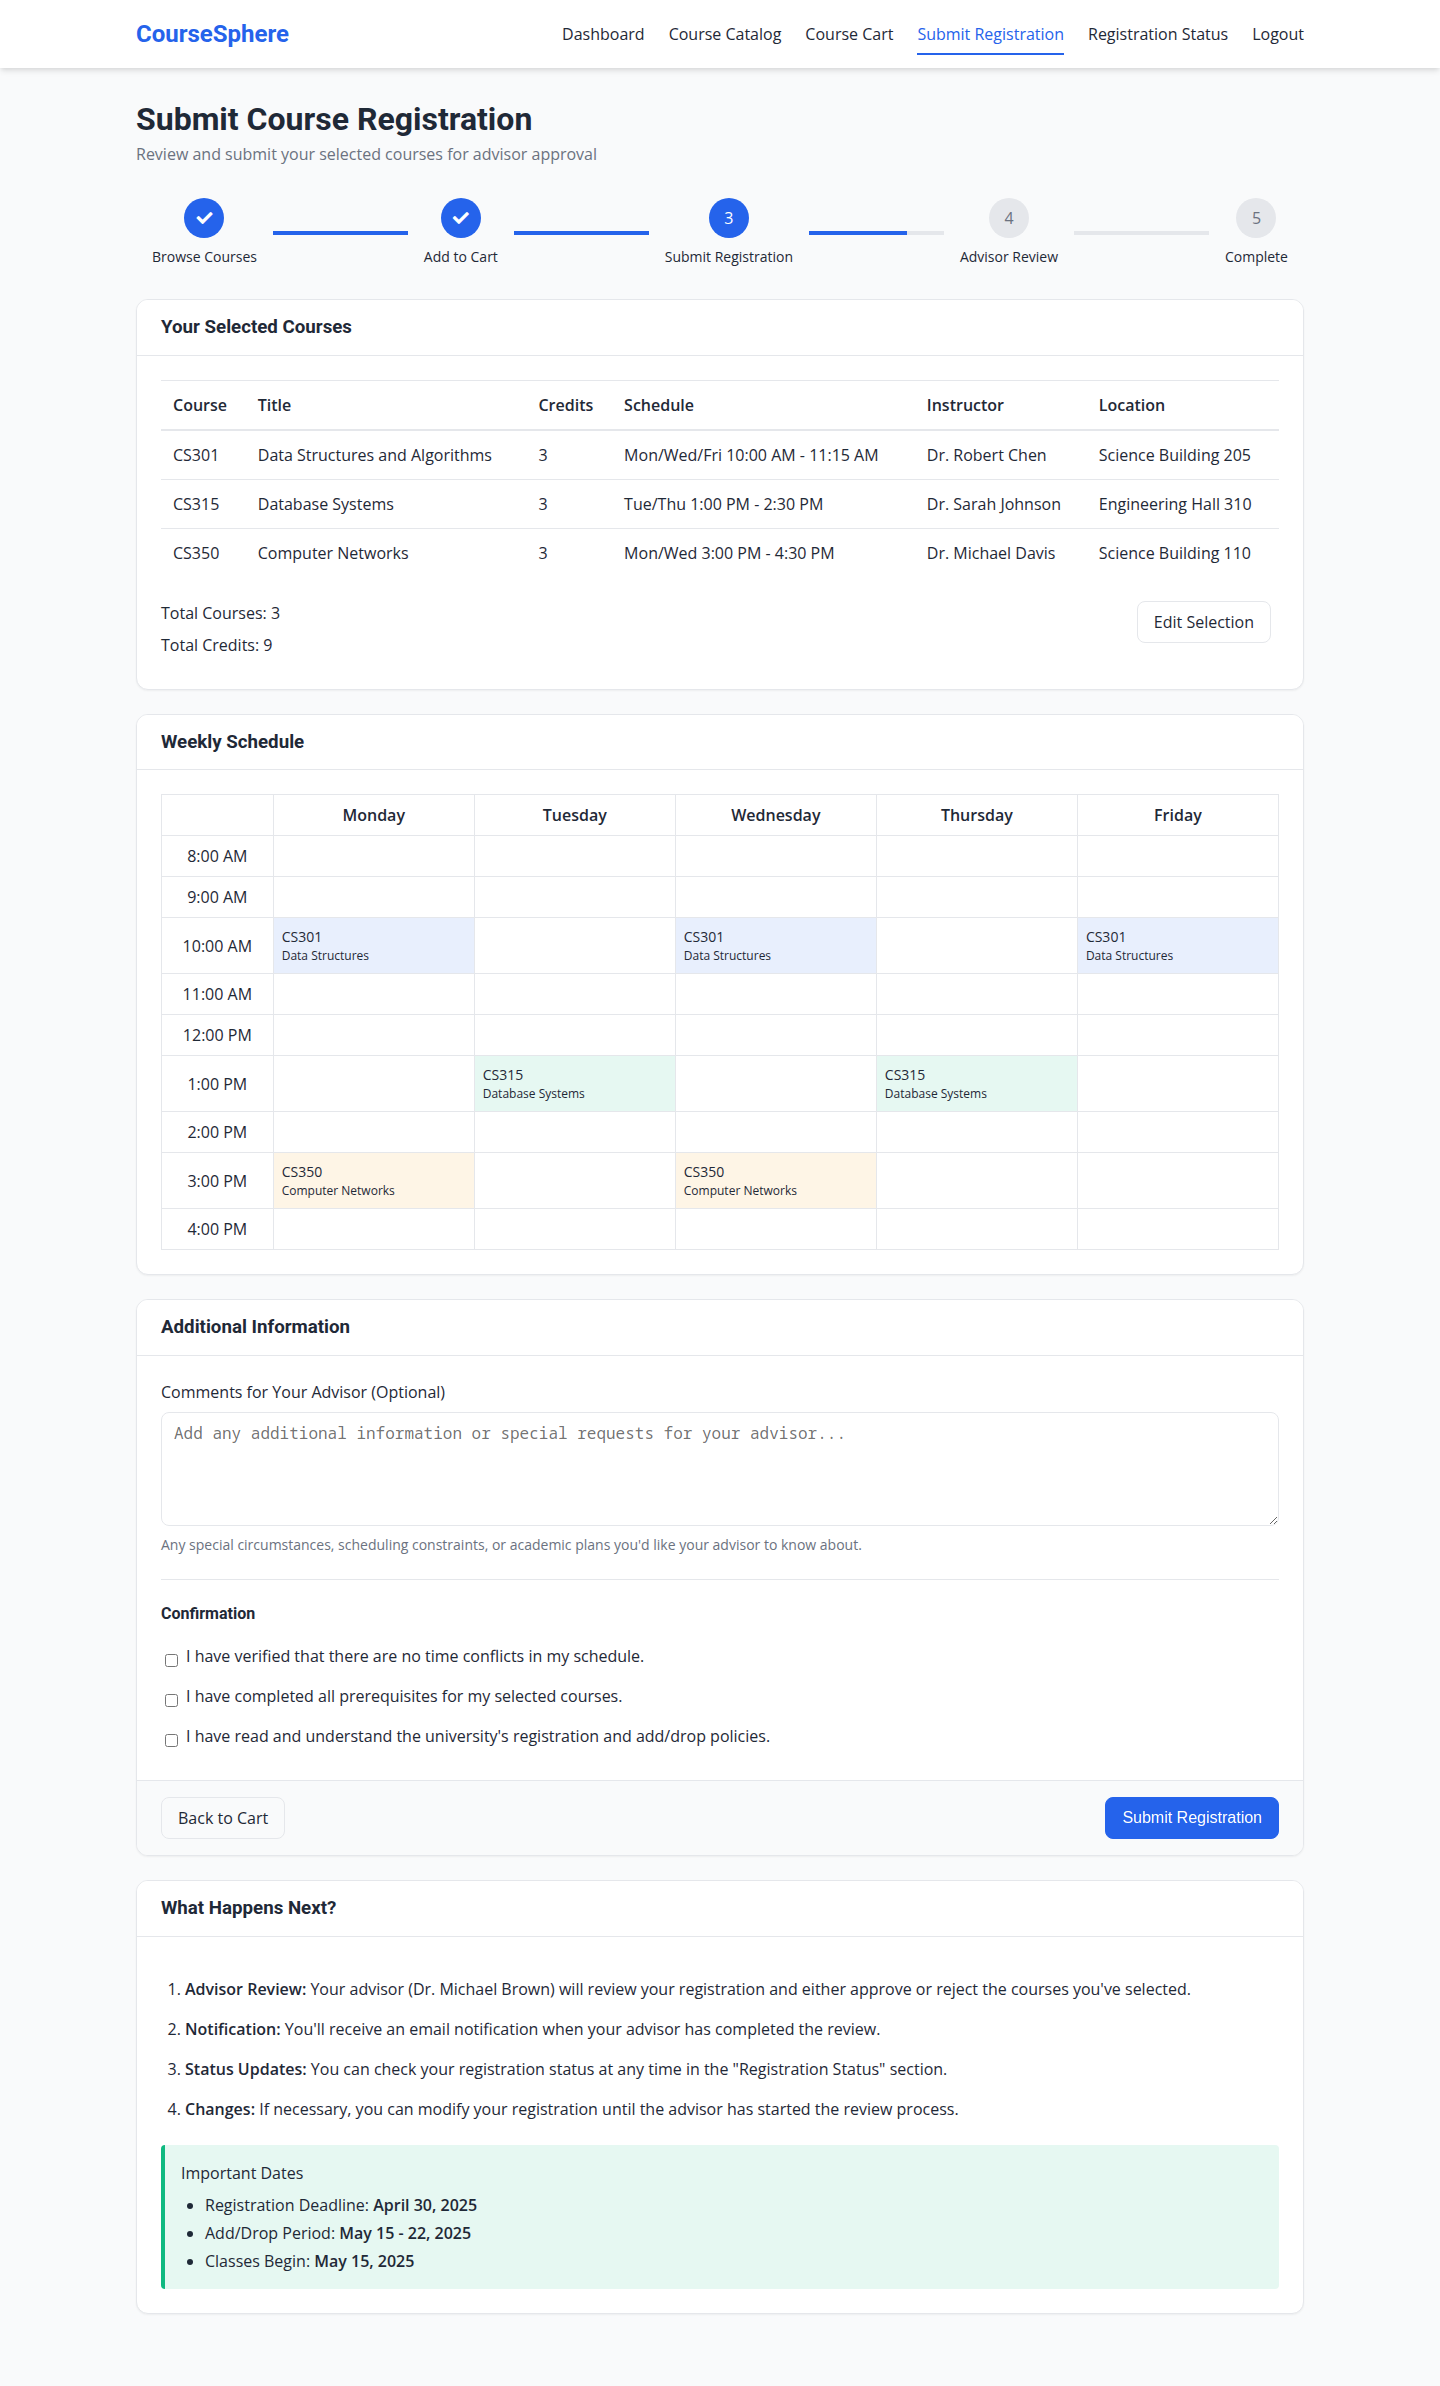 CourseSphere
Dashboard Course Catalog Course Cart Submit Registration Registration Status Logout
Submit Course Registration
Review and submit your selected courses for advisor approval
3 4 5
Browse Courses Add to Cart Submit Registration Advisor Review Complete
Your Selected Courses
Course Title Credits Schedule Instructor Location
CS301 Data Structures and Algorithms 3 Mon/Wed/Fri 10:00 AM - 11:15 AM Dr. Robert Chen Science Building 205
CS315 Database Systems 3 Tue/Thu 1:00 PM - 2:30 PM Dr. Sarah Johnson Engineering Hall 310
CS350 Computer Networks 3 Mon/Wed 3:00 PM - 4:30 PM Dr. Michael Davis Science Building 110
Total Courses: 3
Edit Selection
Total Credits: 9
Weekly Schedule
Monday Tuesday Wednesday Thursday Friday
8:00 AM
9:00 AM
10:00 AM CS301 CS301 CS301
Data Structures Data Structures Data Structures
11:00 AM
12:00 PM
1:00 PM CS315 CS315
Database Systems Database Systems
2:00 PM
3:00 PM CS350 CS350
Computer Networks Computer Networks
4:00 PM
Additional Information
Comments for Your Advisor (Optional)
Add any additional information or special requests for your advisor...
Any special circumstances, scheduling constraints, or academic plans you'd like your advisor to know about.
Confirmation
I have verified that there are no time conflicts in my schedule.
I have completed all prerequisites for my selected courses.
I have read and understand the university's registration and add/drop policies.
Back to Cart Submit Registration
What Happens Next?
1. Advisor Review: Your advisor (Dr. Michael Brown) will review your registration and either approve or reject the courses you've selected.
2. Notification: You'll receive an email notification when your advisor has completed the review.
3. Status Updates: You can check your registration status at any time in the "Registration Status" section.
4. Changes: If necessary, you can modify your registration until the advisor has started the review process.
Important Dates
• Registration Deadline: April 30, 2025
• Add/Drop Period: May 15 - 22, 2025
• Classes Begin: May 15, 2025